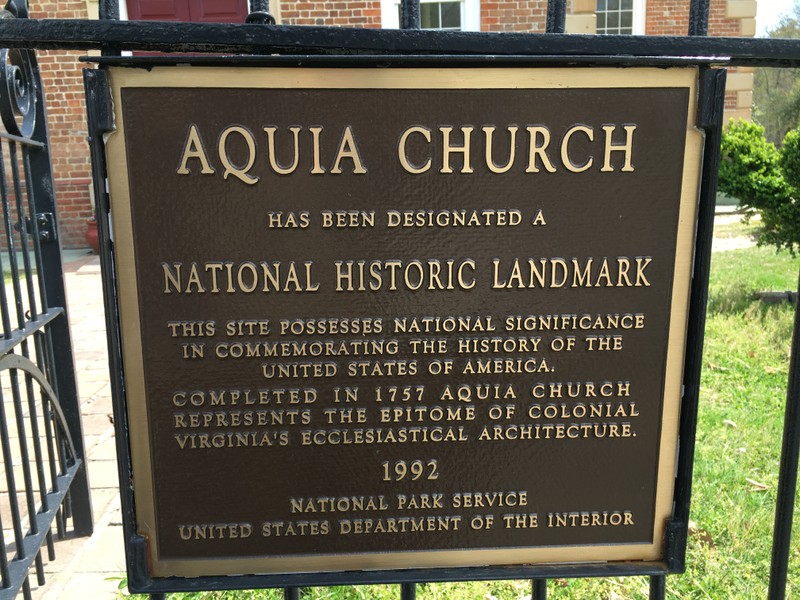 AQUIA CHURCH
HAS BEEN DESIGNATED A
NATIONAL HISTORIC LANDMARK
THIS SITE POSSESSES NATIONAL SIGNIFICANCE
IN COMMEMORATING THE HISTORY OF THE
UNITED STATES OF AMERICA.
COMPLETED IN 1757 AQUIA CHURCH
REPRESENTS THE EPITOME OF COLONIAL
VIRGINIA'S ECCLESIASTICAL ARCHITECTURE.
1992
NATIONAL PARK SERVICE
UNITED STATES DEPARTMENT OF THE INTERIOR